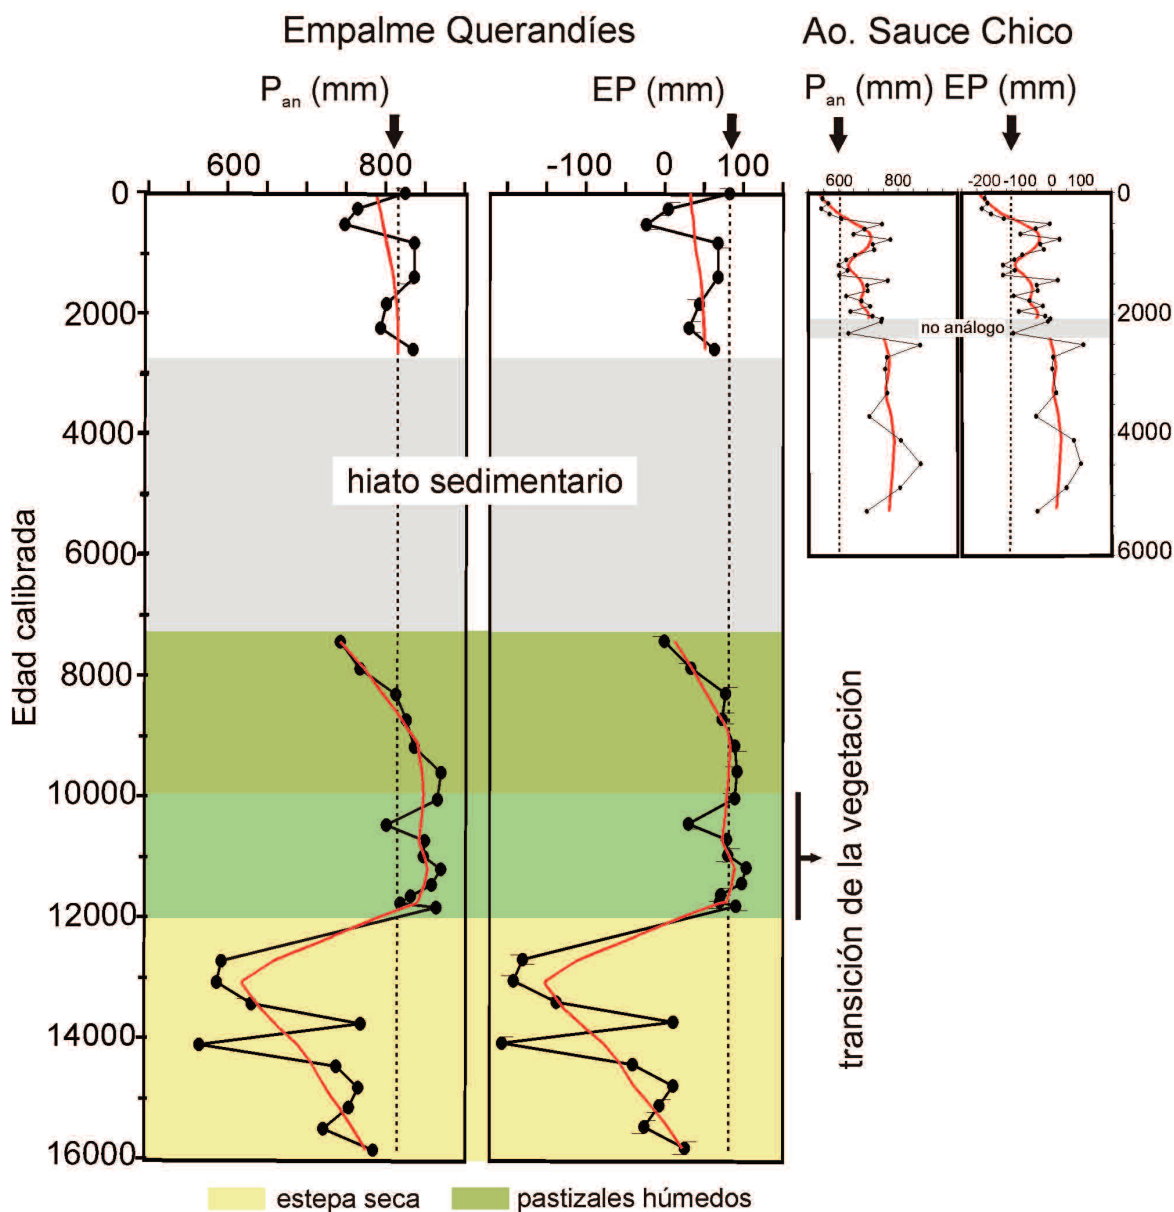 Empalme Querandíes
Ao. Sauce Chico
Pan (mm)
EP (mm)
Pan (mm) EP (mm)
600 800
-100 0 100
600 800
-200 -100 0 100
0
2000
4000
6000
8000
10000
12000
14000
16000
Edad calibrada
hiato sedimentario
no análogo
0
2000
4000
6000
transición de la vegetación
estepa seca
pastizales húmedos